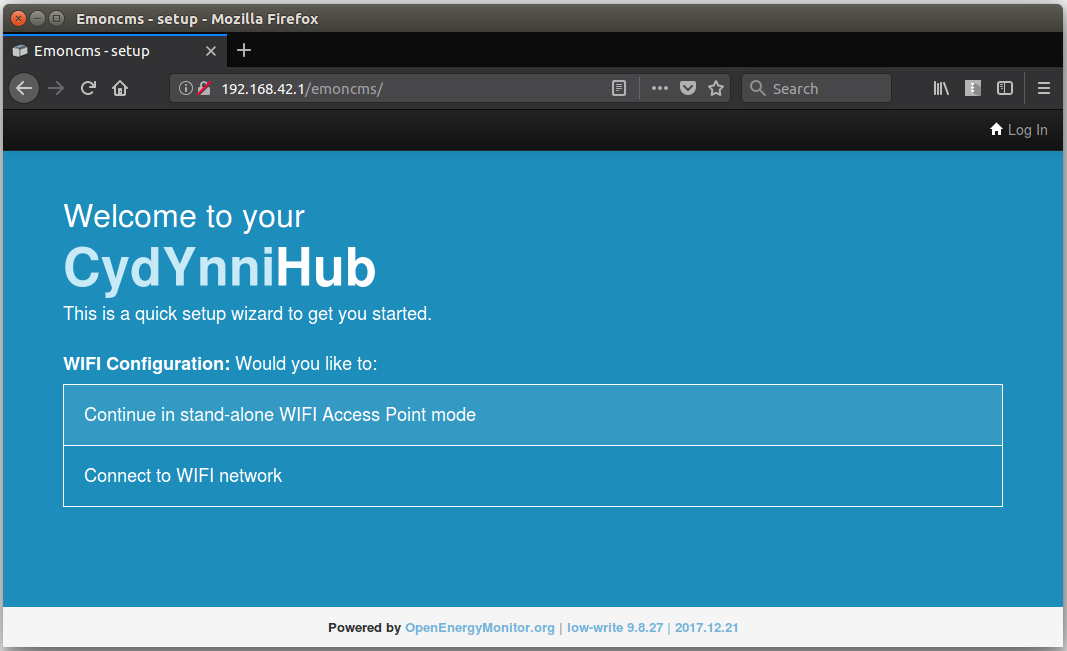 Emoncms - setup - Mozilla Firefox
Emoncms - setup
192.168.42.1/emoncms/
Search
Log In
Welcome to your
CydYnniHub
This is a quick setup wizard to get you started.
WIFI Configuration: Would you like to:
Continue in stand-alone WIFI Access Point mode
Connect to WIFI network
Powered by OpenEnergyMonitor.org | low-write 9.8.27 | 2017.12.21